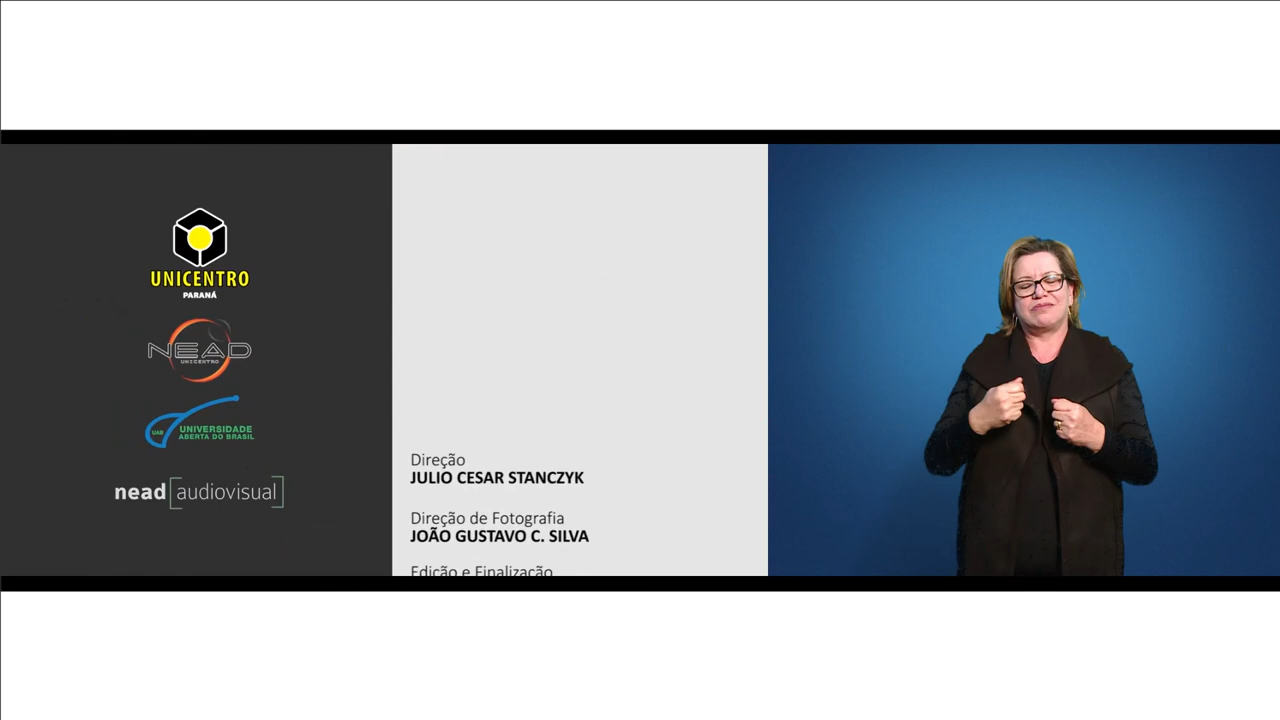 UNICENTRO
PARANÁ
NEAD
UNICENTRO
UAB
UNIVERSIDADE
ABERTA DO BRASIL
nead[audiovisual]
Direção
JULIO CESAR STANCZYK
Direção de Fotografia
JOÃO GUSTAVO C. SILVA
Edição e Finalização